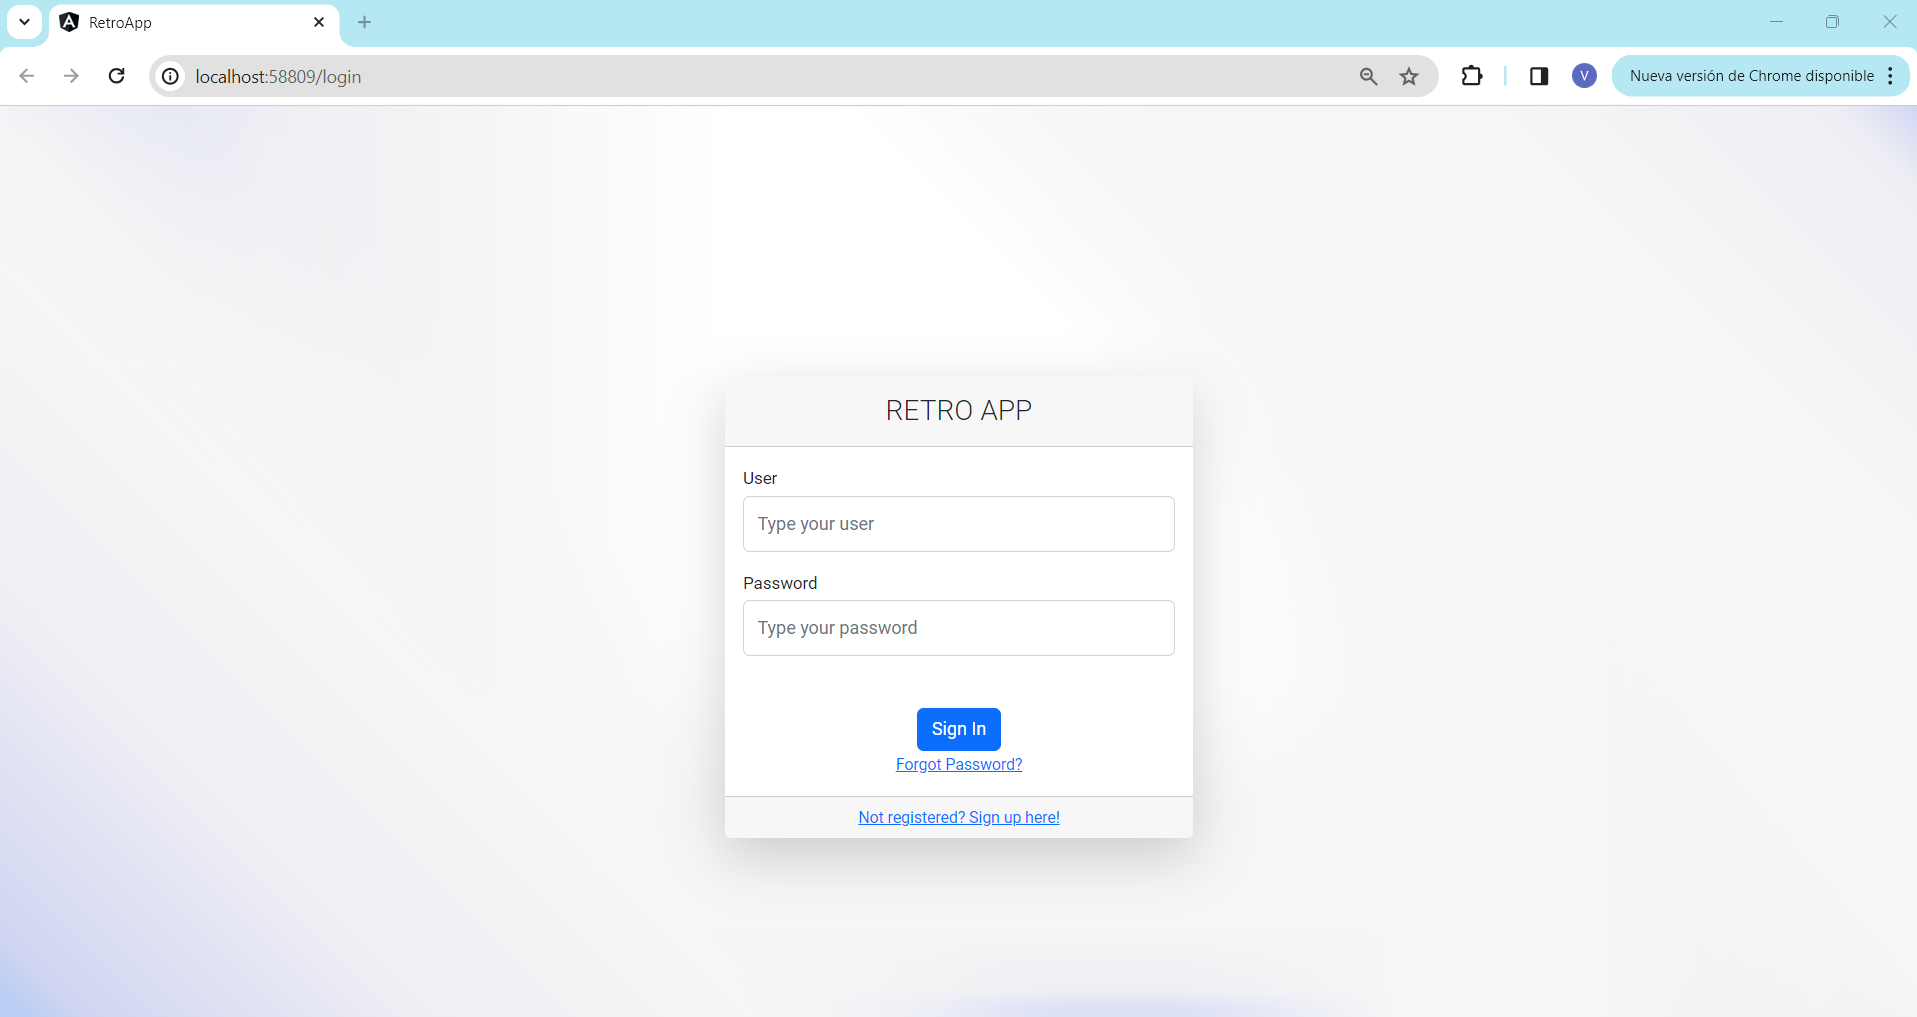 RetroApp
localhost:58809/login
V
Nueva versión de Chrome disponible
RETRO APP
User
Type your user
Password
Type your password
Sign In
Forgot Password?
Not registered? Sign up here!